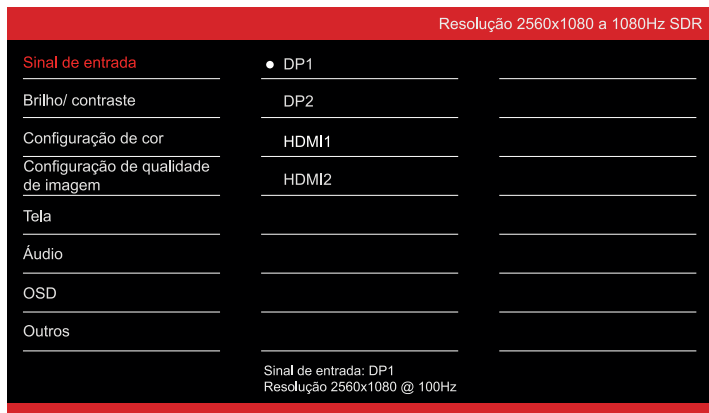 Resolução 2560x1080 a 1080Hz SDR
Sinal de entrada
DP1
Brilho/ contraste
DP2
Configuração de cor
HDMI1
Configuração de qualidade
de imagem
HDMI2
Tela
Áudio
OSD
Outros
Sinal de entrada: DP1
Resolução 2560x1080 @ 100Hz